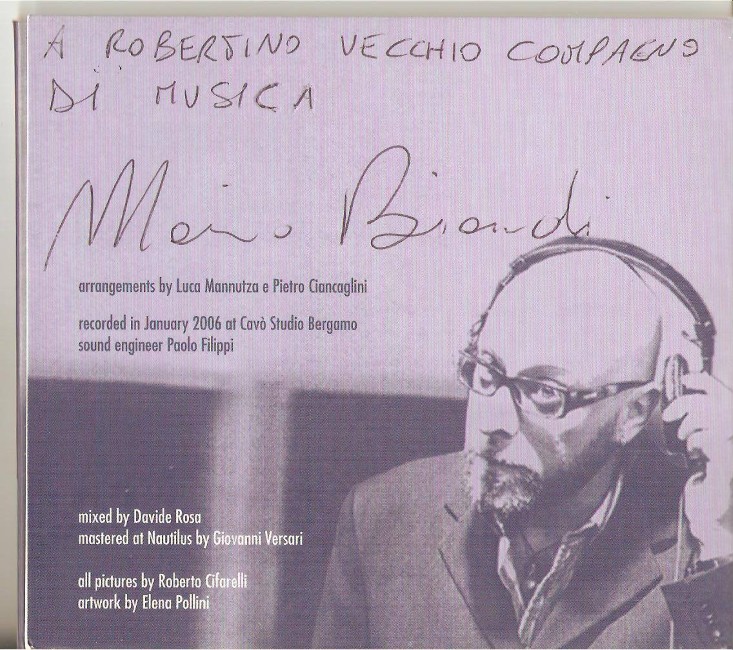 A ROBERTINO VECCHIO COMPAGNO
DI MUSICA
Mario Biondi
arrangements by Luca Mannutza e Pietro Ciancaglini
recorded in January 2006 at Cavò Studio Bergamo
sound engineer Paolo Filippi
mixed by Davide Rosa
mastered at Nautilus by Giovanni Versari
all pictures by Roberto Cifarelli
artwork by Elena Pollini